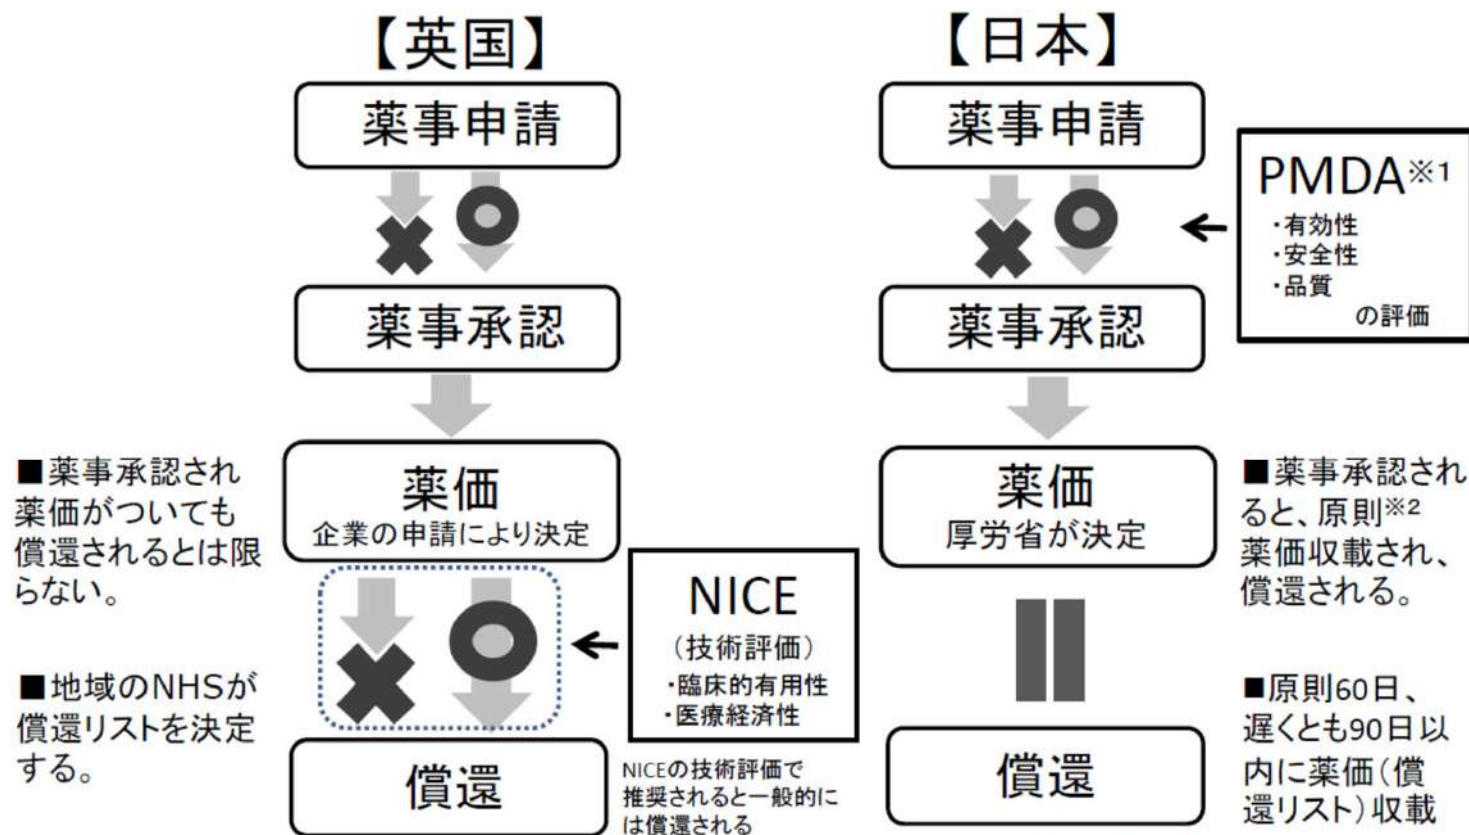 【英国】
薬事申請
薬事承認
薬価
企業の申請により決定
償還
■薬事承認され
薬価がついても
償還されるとは限
らない。
■地域のNHSが
償還リストを決定
する。
NICE
(技術評価)
・臨床的有用性
・医療経済性
NICEの技術評価で
推奨されると一般的に
は償還される
【日本】
薬事申請
薬事承認
薬価
厚労省が決定
償還
PMDA※1
・有効性
・安全性
・品質
の評価
■薬事承認され
ると、原則※2
薬価収載され、
償還される。
■原則60日、
遅くとも90日以
内に薬価(償
還リスト)収載